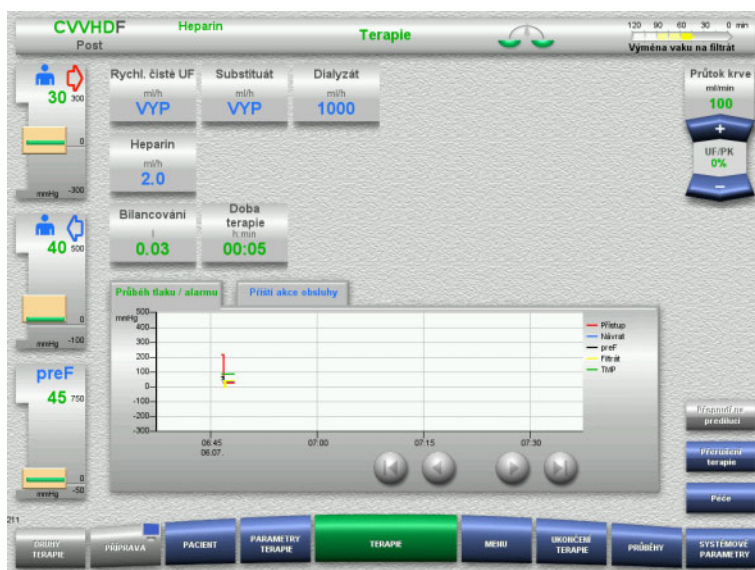 CVVHDF
Post
Heparin
Terapie
120 90 60 30 0 min
Výměna vaku na filtrát
30
300
0
mmHg -300
40
500
0
mmHg -100
preF
45
750
0
mmHg -50
Rychl. čisté UF
ml/h
VYP
Substituát
ml/h
VYP
Dialyzát
ml/h
1000
Heparin
ml/h
2.0
Bilancování
l
0.03
Doba
terapie
h:min
00:05
Průtok krve
ml/min
100
+
UF/PK
0%
−
Průběh tlaku / alarmu
Příští akce obsluhy
mmHg
500
400
300
200
100
0
-100
-200
-300
06:45
06.07.
07:00
07:15
07:30
Přístup
Návrat
preF
Filtrát
TMP
prediluci
Přerušení
terapie
Péče
211
DRUHY
TERAPIE
PŘÍPRAVA
PACIENT
PARAMETRY
TERAPIE
TERAPIE
MENU
UKONČENÍ
TERAPIE
PRŮBĚHY
SYSTÉMOVÉ
PARAMETRY